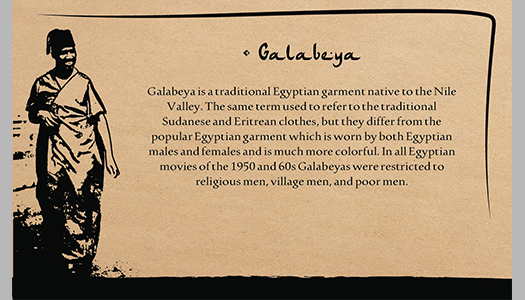 Galabeya
Galabeya is a traditional Egyptian garment native to the Nile
Valley. The same term used to refer to the traditional
Sudanese and Eritrean clothes, but they differ from the
popular Egyptian garment which is worn by both Egyptian
males and females and is much more colorful. In all Egyptian
movies of the 1950 and 60s Galabeyas were restricted to
religious men, village men, and poor men.